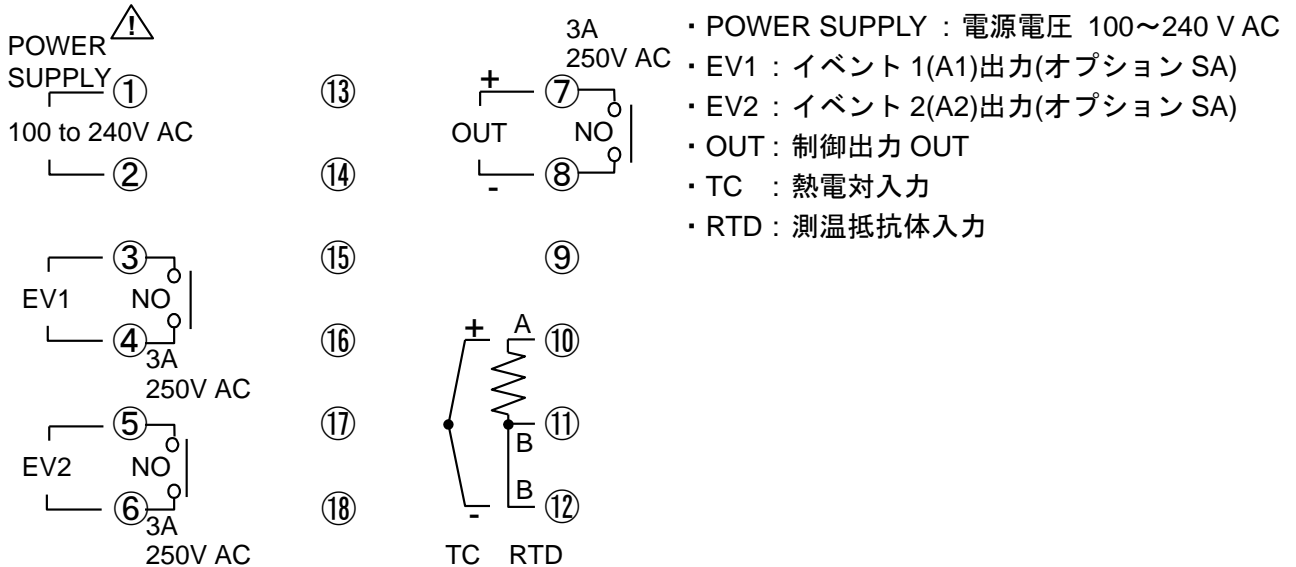 POWER
SUPPLY
①
100 to 240V AC
②
③
EV1 NO
④
3A
250V AC
⑤
EV2 NO
⑥
3A
250V AC
⑬
⑭
⑮
⑯
⑰
⑱
3A
250V AC
+ ⑦
OUT NO
- ⑧
⑨
+ A ⑩
⑪
B
B ⑫
-
TC RTD
・POWER SUPPLY : 電源電圧 100～240 V AC
・EV1 : イベント 1(A1)出力(オプション SA)
・EV2 : イベント 2(A2)出力(オプション SA)
・OUT : 制御出力 OUT
・TC : 熱電対入力
・RTD : 測温抵抗体入力